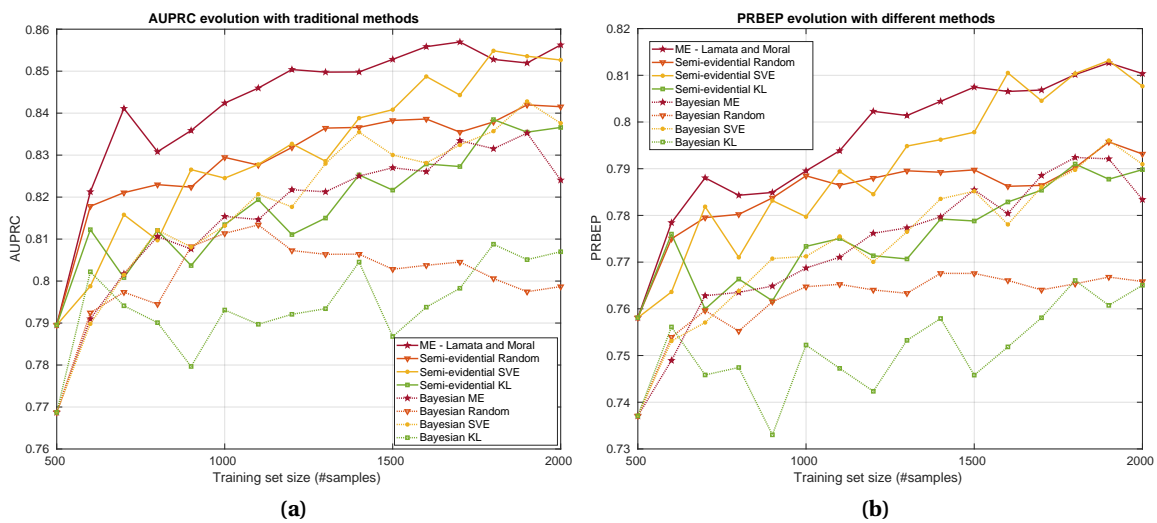 AUPRC evolution with traditional methods
0.86
0.85
0.84
0.83
0.82
0.81
0.8
0.79
0.78
0.77
0.76
AUPRC
ME - Lamata and Moral
Semi-evidential Random
Semi-evidential SVE
Semi-evidential KL
Bayesian ME
Bayesian Random
Bayesian SVE
Bayesian KL
500
1000
1500
2000
Training set size (#samples)
(a)
PRBEP evolution with different methods
0.82
0.81
0.8
0.79
0.78
0.77
0.76
0.75
0.74
0.73
PRBEP
ME - Lamata and Moral
Semi-evidential Random
Semi-evidential SVE
Semi-evidential KL
Bayesian ME
Bayesian Random
Bayesian SVE
Bayesian KL
500
1000
1500
2000
Training set size (#samples)
(b)